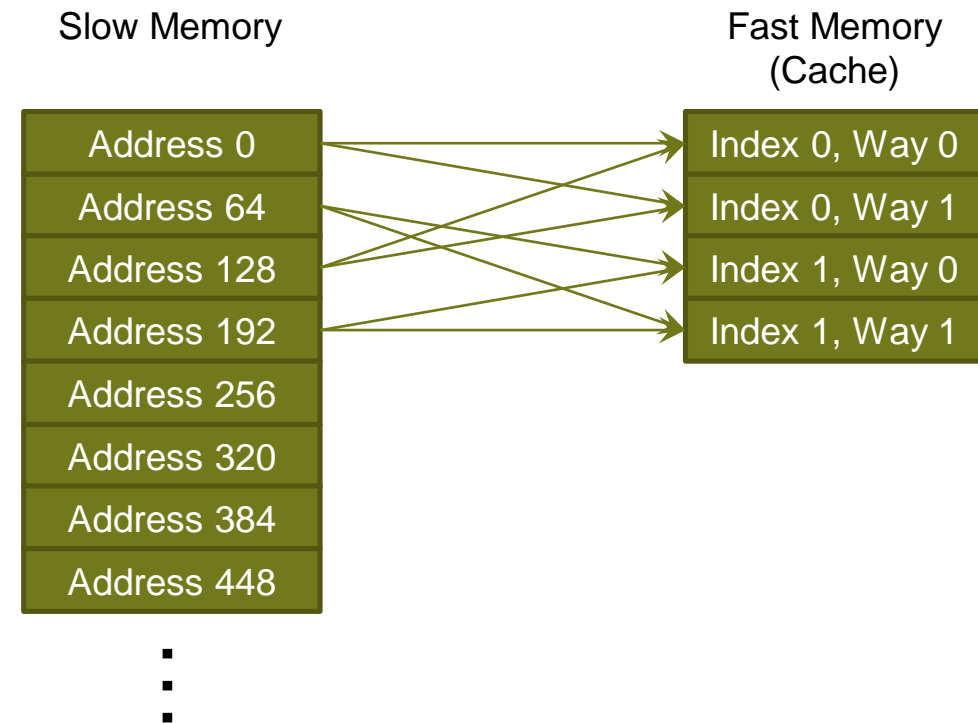 Slow Memory
Fast Memory
(Cache)
Address 0
Address 64
Address 128
Address 192
Address 256
Address 320
Address 384
Address 448
Index 0, Way 0
Index 0, Way 1
Index 1, Way 0
Index 1, Way 1